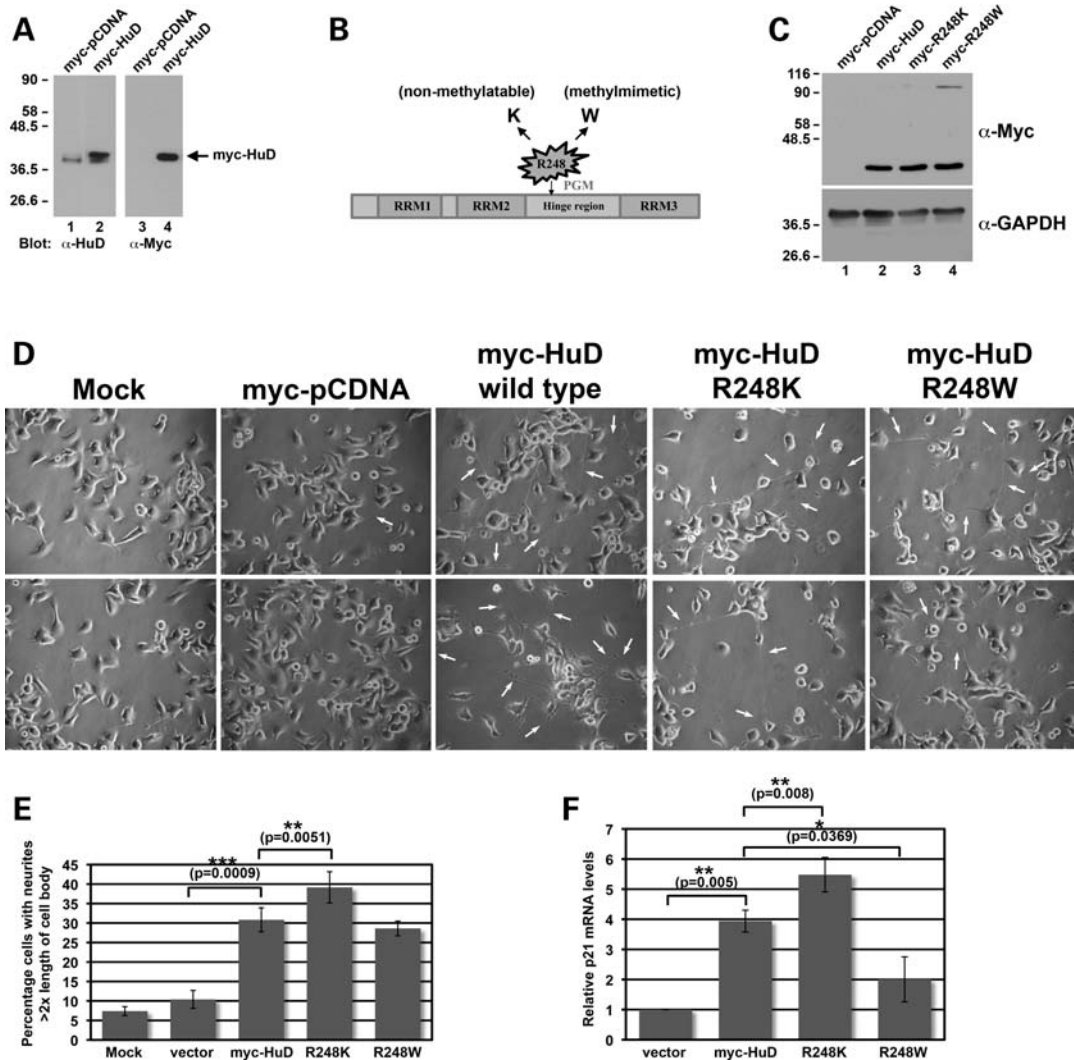 A
myc-pCDNA
myc-HuD
myc-pCDNA
myc-HuD
90 -
58 -
48.5 -
36.5 -
26.6 -
myc-HuD
1 2 3 4
Blot: α-HuD α-Myc
B
(non-methylatable) (methylmimetic)
K W
R248
PGM
RRM1 RRM2 Hinge region RRM3
C
myc-pCDNA
myc-HuD
myc-R248K
myc-R248W
116 -
90 -
58 -
48.5 -
α-Myc
36.5 -
26.6 -
α-GAPDH
1 2 3 4
D
Mock
myc-pCDNA
myc-HuD
wild type
myc-HuD
R248K
myc-HuD
R248W
E
Percentage cells with neurites
>2x length of cell body
45
40
35
30
25
20
15
10
5
0
***
(p=0.0009)
**
(p=0.0051)
Mock vector myc-HuD R248K R248W
F
Relative p21 mRNA levels
7
6
5
4
3
2
1
0
**
(p=0.008)
*
(p=0.0369)
**
(p=0.005)
vector myc-HuD R248K R248W